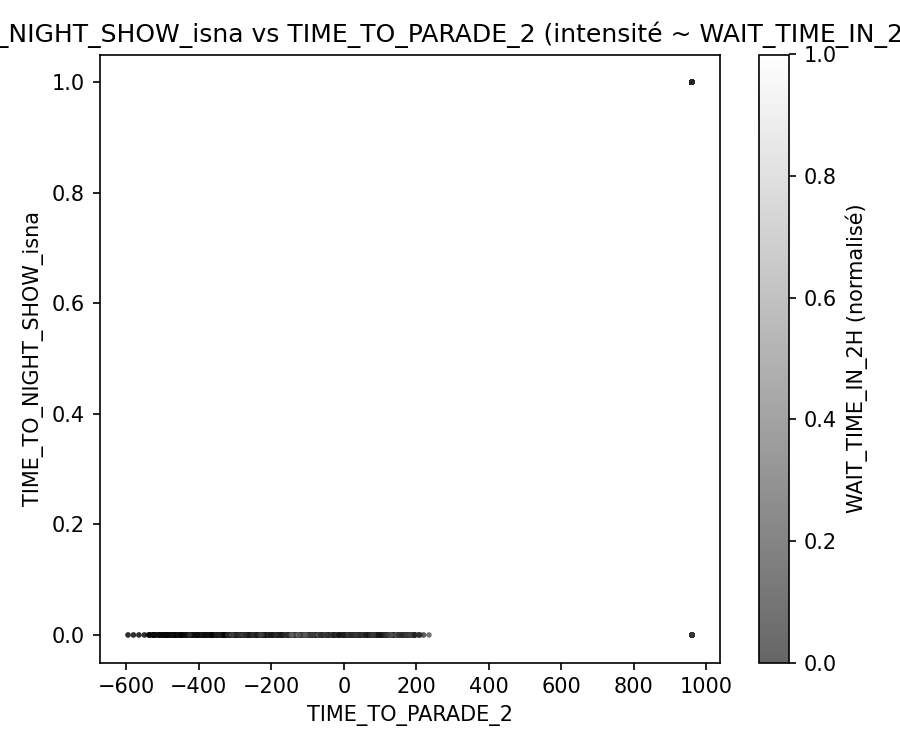 _NIGHT_SHOW_isna vs TIME_TO_PARADE_2 (intensité ~ WAIT_TIME_IN_2
1.0
0.8
0.6
0.4
0.2
0.0
TIME_TO_NIGHT_SHOW_isna
−600 −400 −200 0 200 400 600 800 1000
TIME_TO_PARADE_2
1.0
0.8
0.6
0.4
0.2
0.0
WAIT_TIME_IN_2H (normalisé)